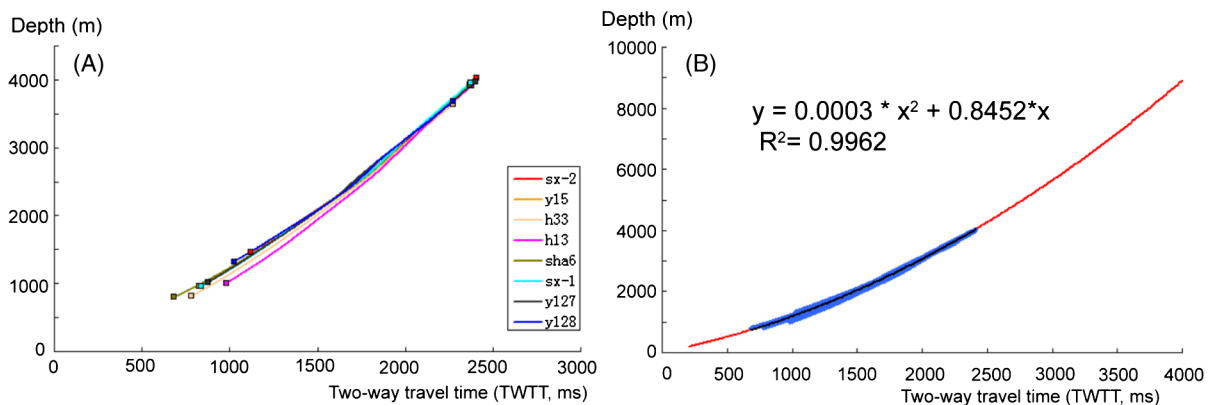 Depth (m)
(A)
4000
3000
2000
1000
0
500
1000
1500
2000
2500
3000
Two-way travel time (TWTT, ms)
sx-2
y15
h33
h13
sha6
sx-1
y127
y128
Depth (m)
(B)
10000
8000
6000
4000
2000
0
y = 0.0003 * x² + 0.8452*x
R²= 0.9962
0
500
1000
1500
2000
2500
3000
3500
4000
Two-way travel time (TWTT, ms)